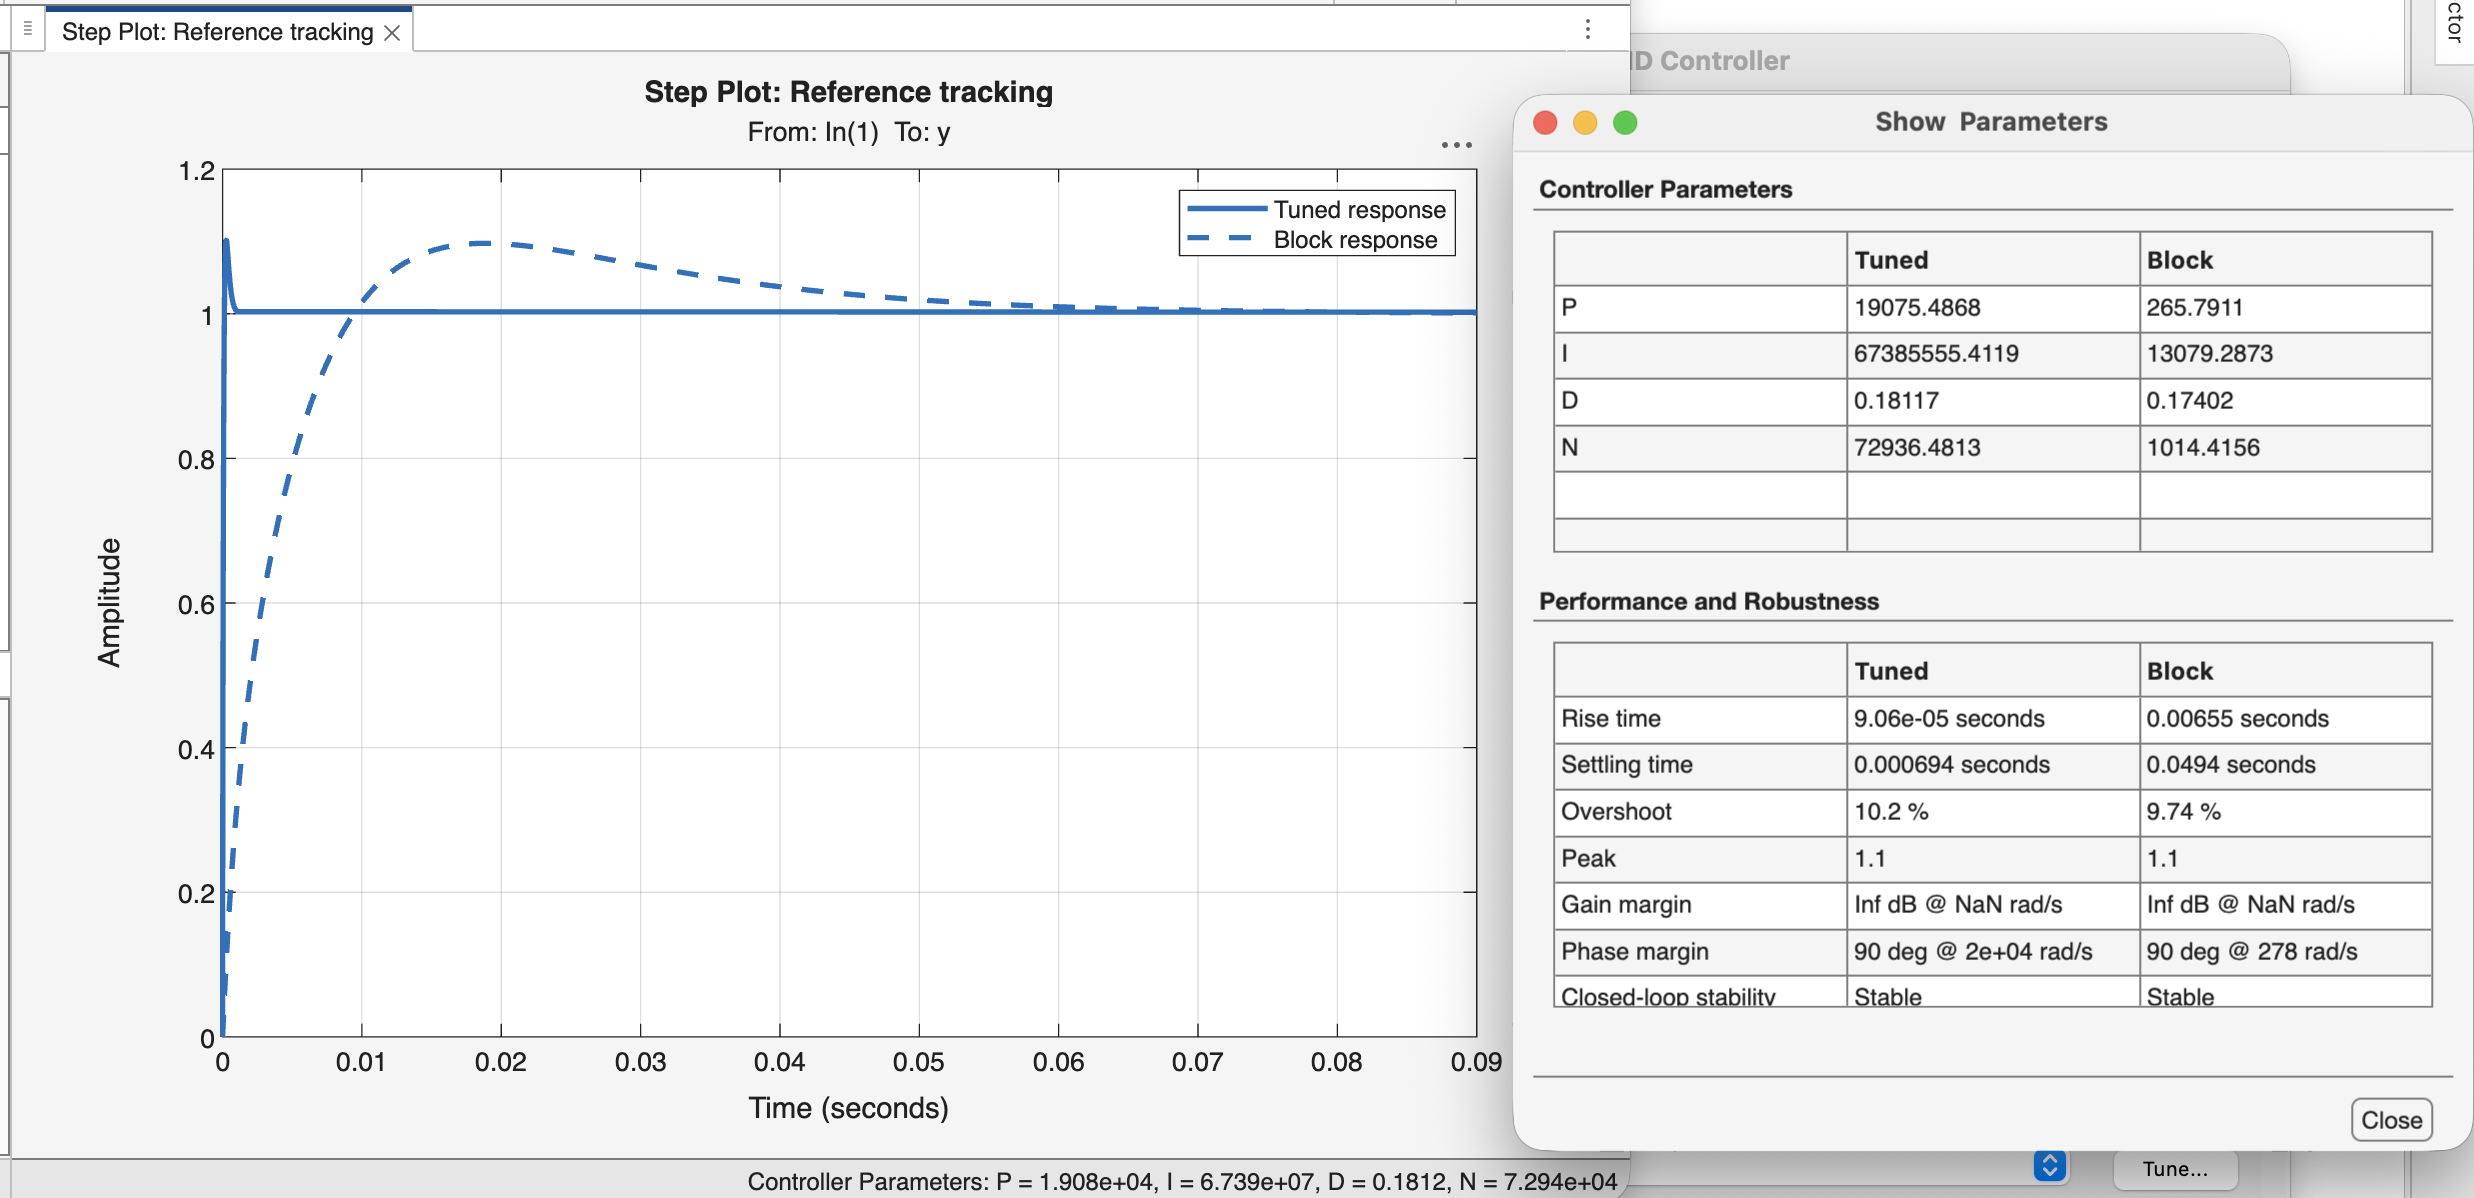 Step Plot: Reference tracking
ctor
ID Controller
Step Plot: Reference tracking
From: In(1) To: y
Tuned response
Block response
1.2
1
0.8
0.6
0.4
0.2
0
Amplitude
0 0.01 0.02 0.03 0.04 0.05 0.06 0.07 0.08 0.09
Time (seconds)
Controller Parameters: P = 1.908e+04, I = 6.739e+07, D = 0.1812, N = 7.294e+04
Show Parameters
Controller Parameters
Tuned Block
P 19075.4868 265.7911
I 67385555.4119 13079.2873
D 0.18117 0.17402
N 72936.4813 1014.4156
Performance and Robustness
Tuned Block
Rise time 9.06e-05 seconds 0.00655 seconds
Settling time 0.000694 seconds 0.0494 seconds
Overshoot 10.2 % 9.74 %
Peak 1.1 1.1
Gain margin Inf dB @ NaN rad/s Inf dB @ NaN rad/s
Phase margin 90 deg @ 2e+04 rad/s 90 deg @ 278 rad/s
Closed-loop stability Stable Stable
Close
Tune...